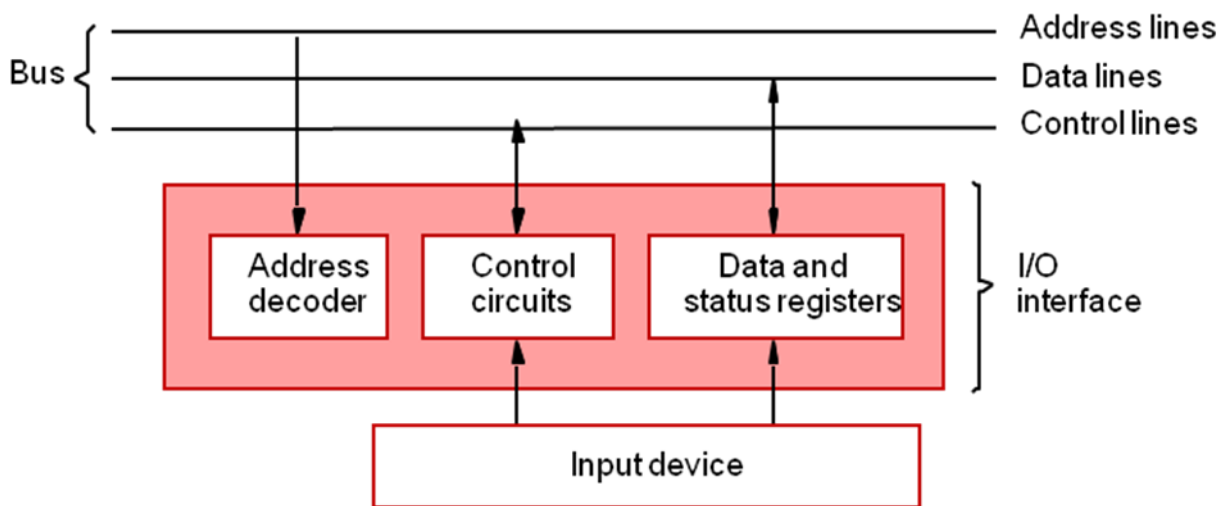 Address lines
Bus
Data lines
Control lines
Address
decoder
Control
circuits
Data and
status registers
I/O
interface
Input device